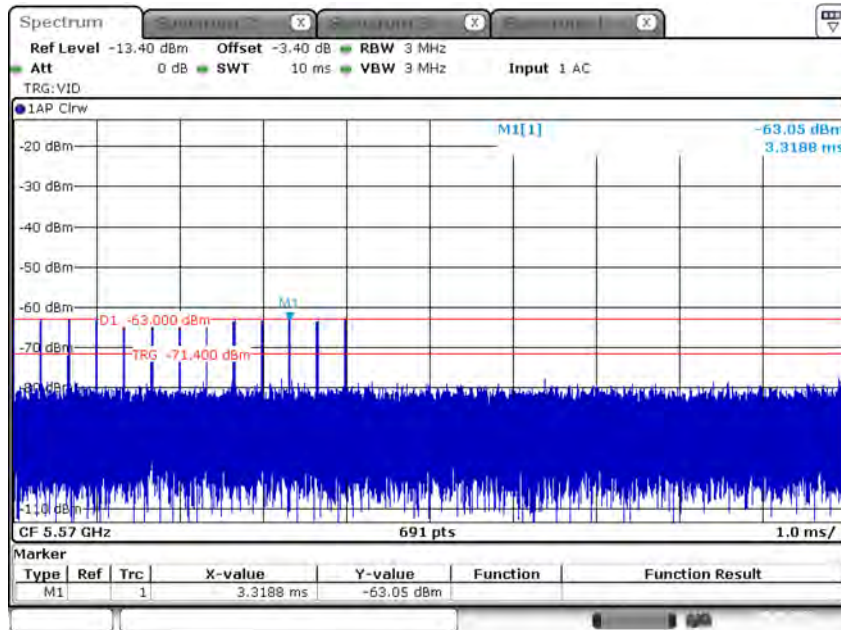 Spectrum
Spectrum 2 X
X
X
Ref Level -13.40 dBm Offset -3.40 dB RBW 3 MHz
Att 0 dB SWT 10 ms VBW 3 MHz Input 1 AC
TRG:VID
1AP Clrw
M1[1] -63.05 dBm
3.3188 ms
-20 dBm
-30 dBm
-40 dBm
-50 dBm
-60 dBm
M1
D1 -63.000 dBm
-70 dBm
TRG -71.400 dBm
-80 dBm
-110 dBm
CF 5.57 GHz 691 pts 1.0 ms/
Marker
Type Ref Trc X-value Y-value Function Function Result
M1 1 3.3188 ms -63.05 dBm